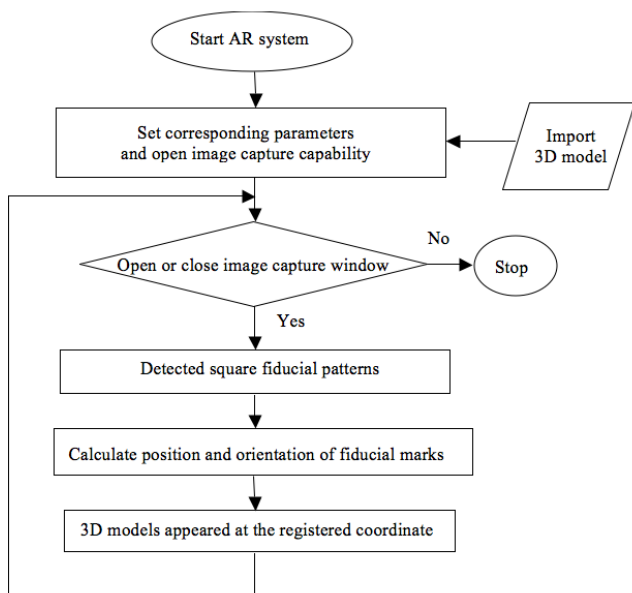 Start AR system
Set corresponding parameters
and open image capture capability
Import
3D model
Open or close image capture window
No
Stop
Yes
Detected square fiducial patterns
Calculate position and orientation of fiducial marks
3D models appeared at the registered coordinate